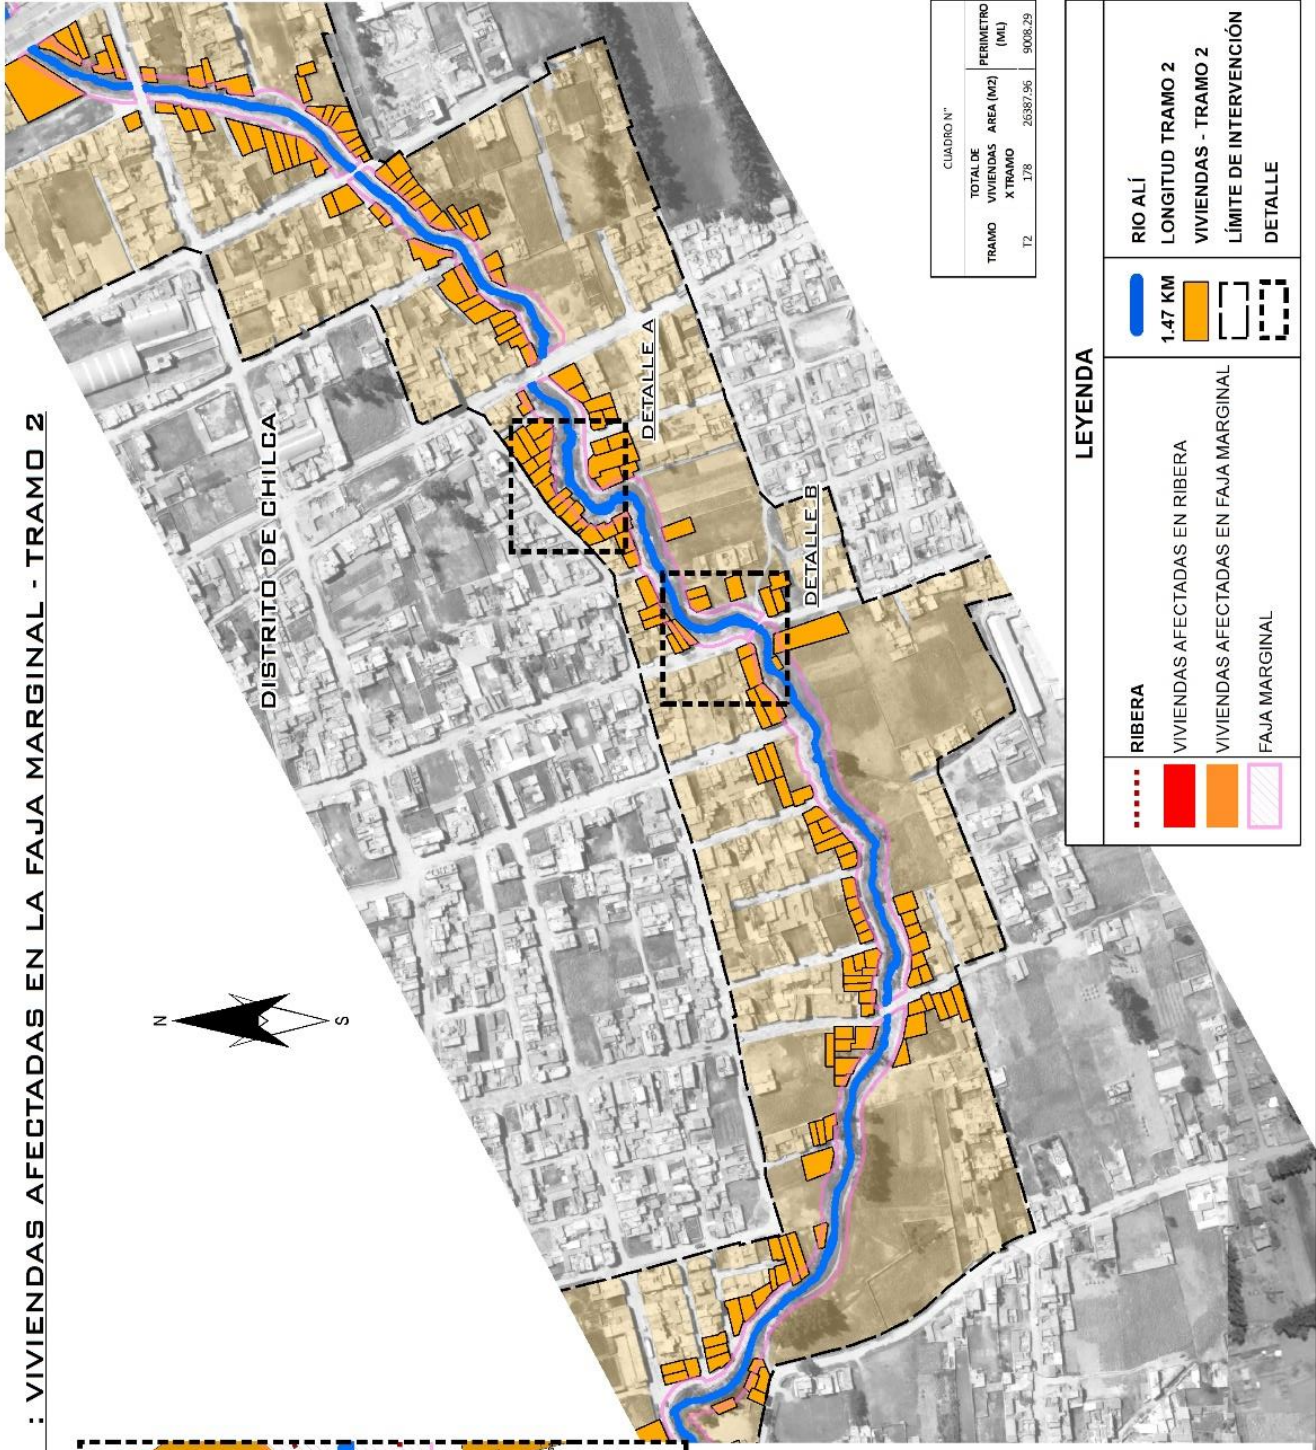 : VIVIENDAS AFECTADAS EN LA FAJA MARGINAL - TRAMO 2
N
S
DISTRITO DE CHILCA
DETALLE A
DETALLE B
CUADRO N°
TRAMO TOTAL DE VIVIENDAS X TRAMO AREA (M2) PERIMETRO (ML)
T2 178 26387.96 9008.29
LEYENDA
RIBERA
VIVIENDAS AFECTADAS EN RIBERA
VIVIENDAS AFECTADAS EN FAJA MARGINAL
FAJA MARGINAL
RIO ALÍ
1.47 KM LONGITUD TRAMO 2
VIVIENDAS - TRAMO 2
LÍMITE DE INTERVENCIÓN
DETALLE